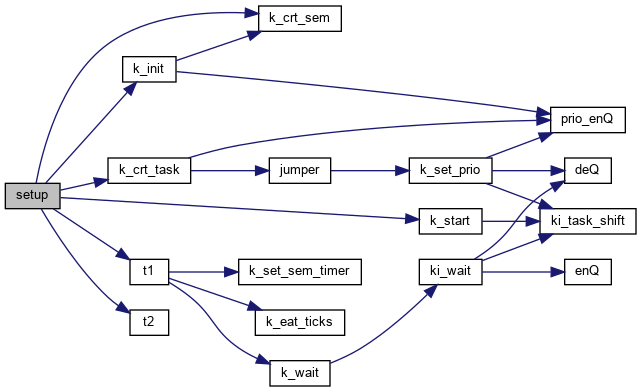 k_crt_sem
k_init
prio_enQ
k_crt_task
jumper
k_set_prio
deQ
setup
k_start
ki_task_shift
t1
k_set_sem_timer
ki_wait
enQ
t2
k_eat_ticks
k_wait